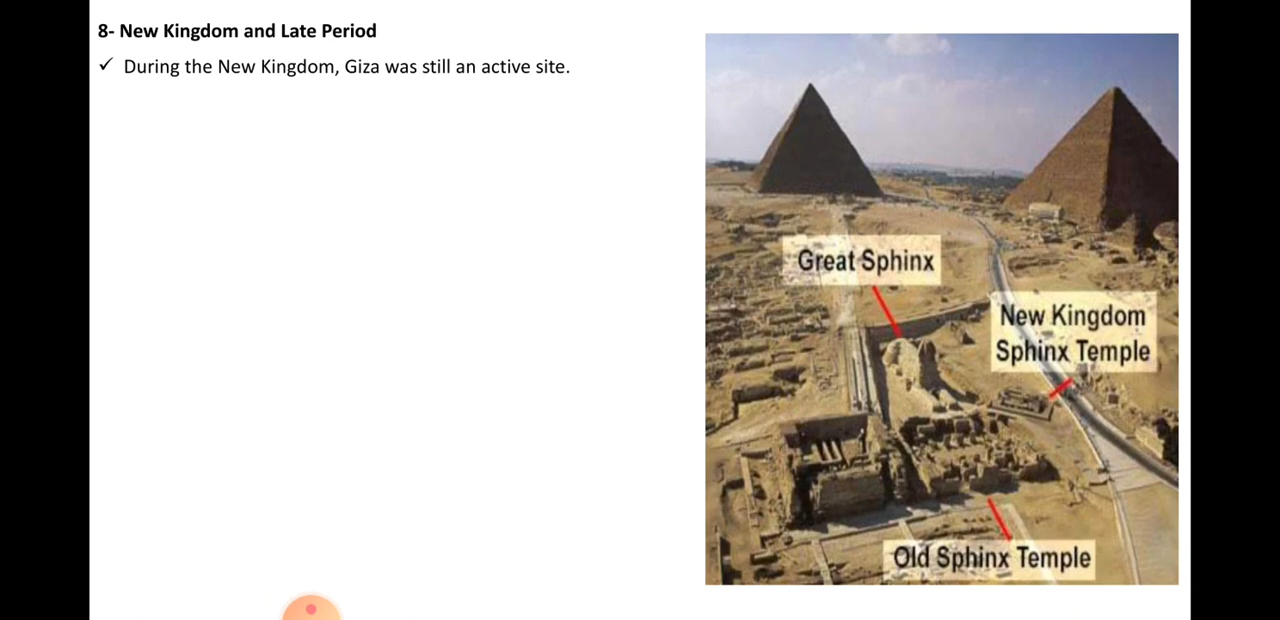 8- New Kingdom and Late Period
✓ During the New Kingdom, Giza was still an active site.
Great Sphinx
New Kingdom
Sphinx Temple
Old Sphinx Temple